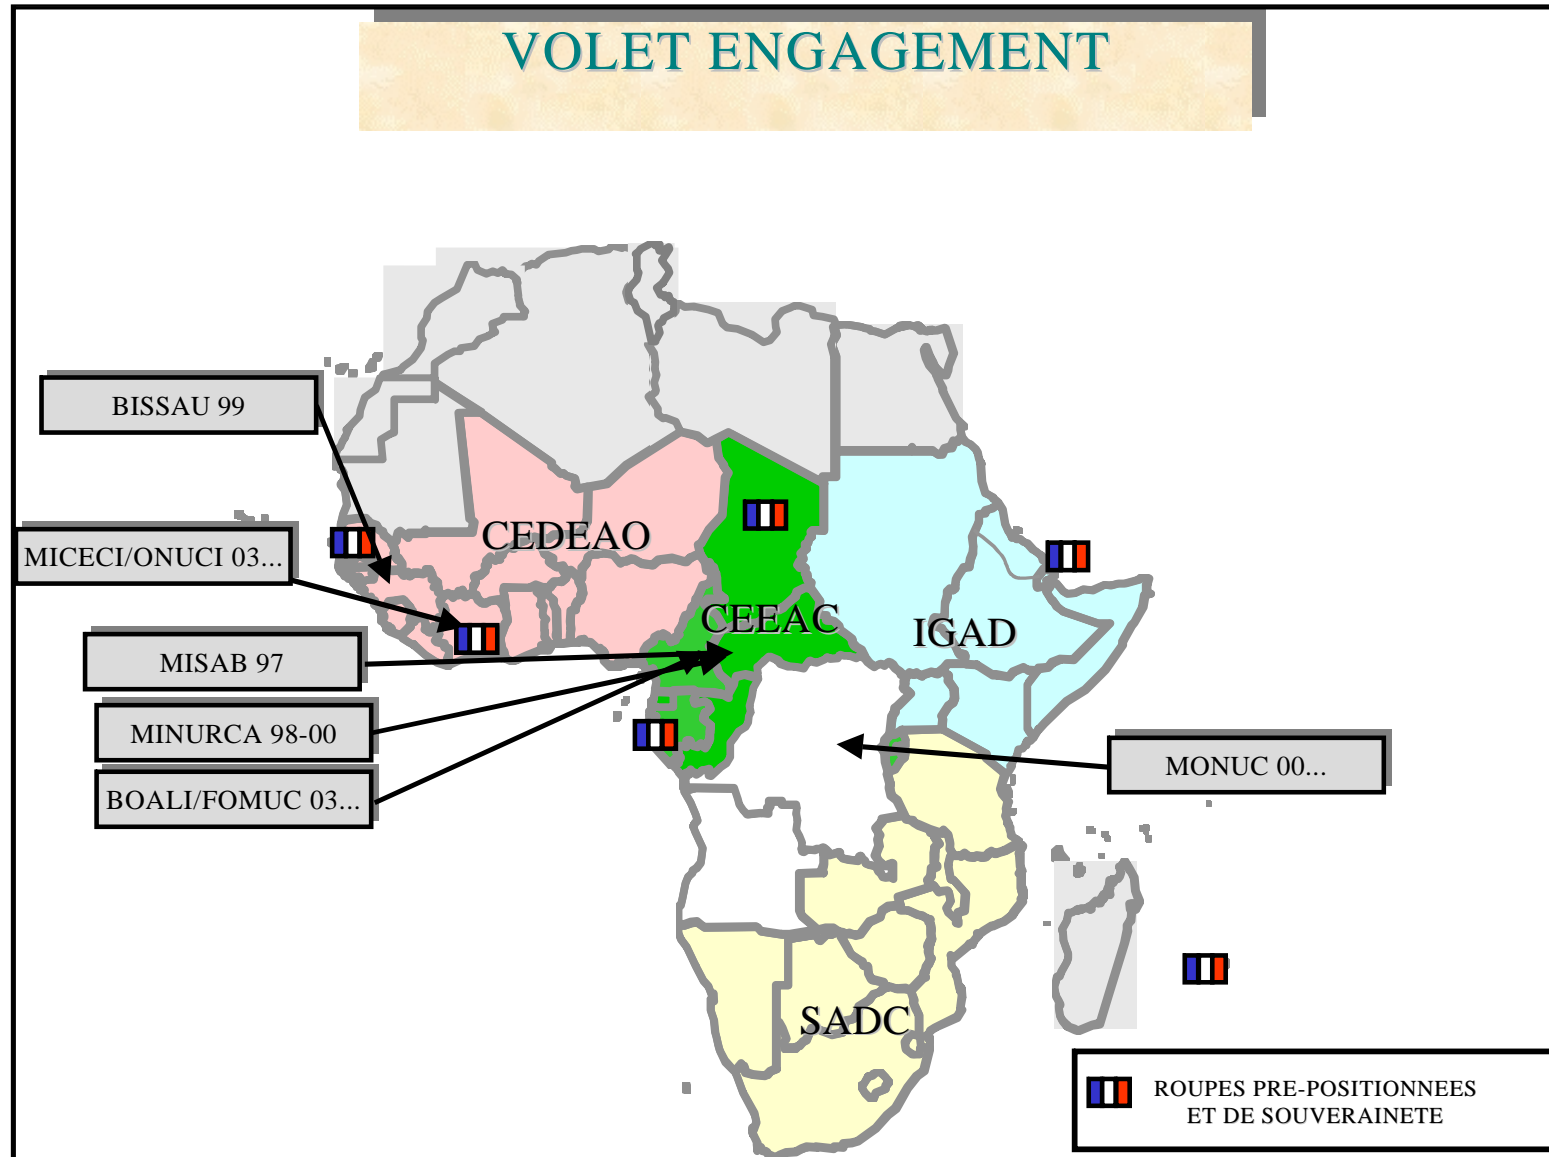 VOLET ENGAGEMENT
BISSAU 99
CEDEAO
MICECI/ONUCI 03...
CEEAC
IGAD
MISAB 97
MINURCA 98-00
MONUC 00...
BOALI/FOMUC 03...
SADC
ROUPES PRE-POSITIONNEES
ET DE SOUVERAINETE